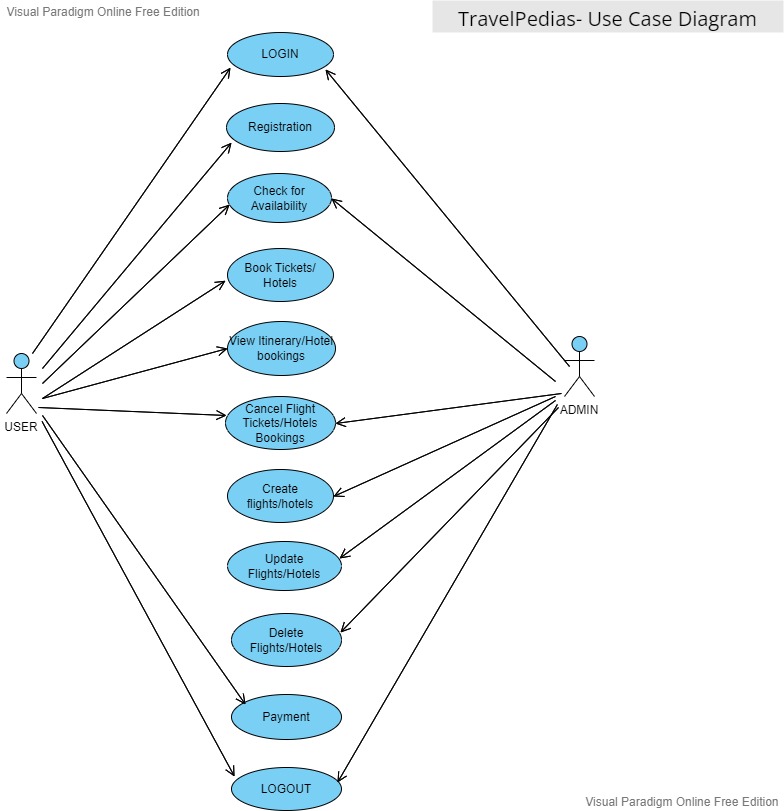 Visual Paradigm Online Free Edition
TravelPedias- Use Case Diagram
LOGIN
Registration
Check for
Availability
Book Tickets/
Hotels
View Itinerary/Hotel
bookings
USER
ADMIN
Cancel Flight
Tickets/Hotels
Bookings
Create
flights/hotels
Update
Flights/Hotels
Delete
Flights/Hotels
Payment
LOGOUT
Visual Paradigm Online Free Edition